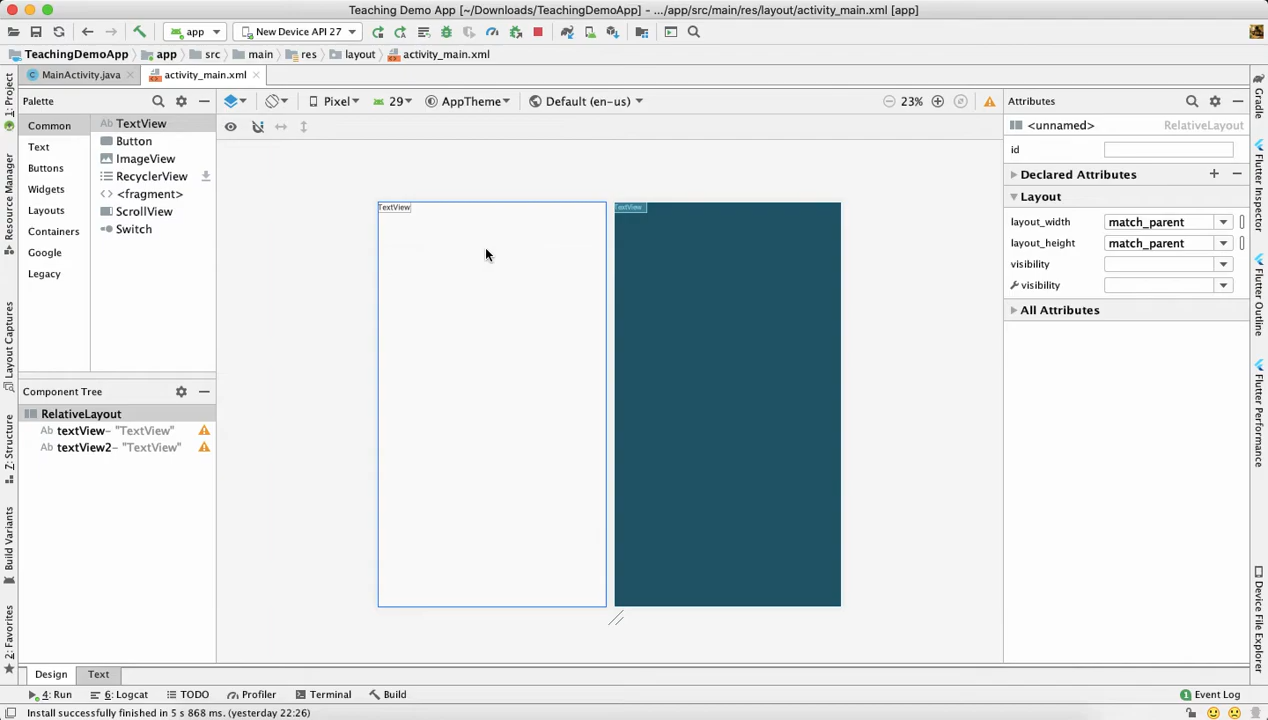 Teaching Demo App [~/Downloads/TeachingDemoApp] - .../app/src/main/res/layout/activity_main.xml [app]
app
New Device API 27
TeachingDemoApp
app
src
main
res
layout
activity_main.xml
MainActivity.java
activity_main.xml
Palette
Pixel
29
AppTheme
Default (en-us)
23%
Attributes
Common
Text
Buttons
Widgets
Layouts
Containers
Google
Legacy
Ab TextView
Button
ImageView
RecyclerView
<> <fragment>
ScrollView
Switch
Component Tree
RelativeLayout
Ab textView- "TextView"
Ab textView2- "TextView"
TextView
TextView
<unnamed>
RelativeLayout
id
Declared Attributes
Layout
layout_width
match_parent
layout_height
match_parent
visibility
visibility
All Attributes
1: Project
Resource Manager
Layout Captures
Z: Structure
Build Variants
2: Favorites
Gradle
Flutter Inspector
Flutter Outline
Flutter Performance
Device File Explorer
Design
Text
4: Run
6: Logcat
TODO
Profiler
Terminal
Build
1 Event Log
Install successfully finished in 5 s 868 ms. (yesterday 22:26)